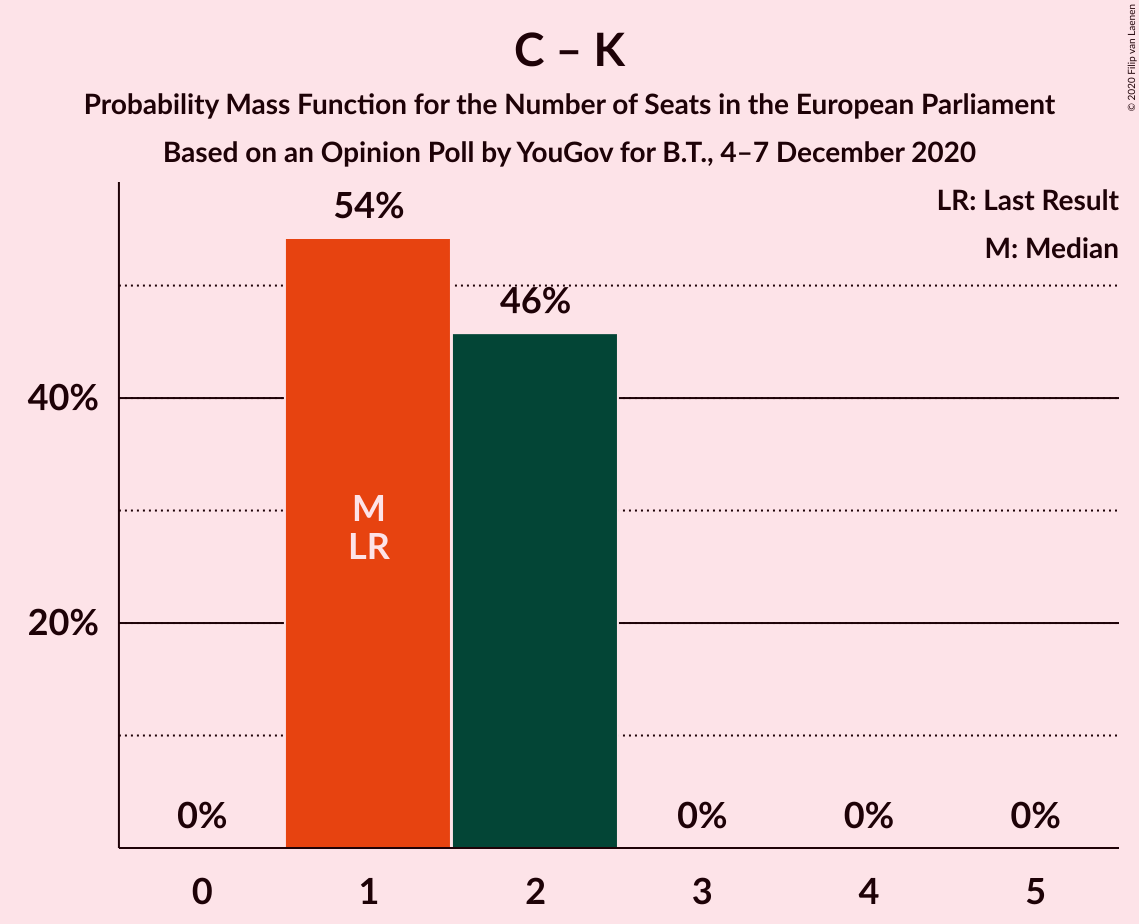 C – K
Probability Mass Function for the Number of Seats in the European Parliament
Based on an Opinion Poll by YouGov for B.T., 4–7 December 2020
© 2020 Filip van Laenen
LR: Last Result
M: Median
54%
46%
40%
20%
M
LR
0%
0%
0%
0%
0
1
2
3
4
5